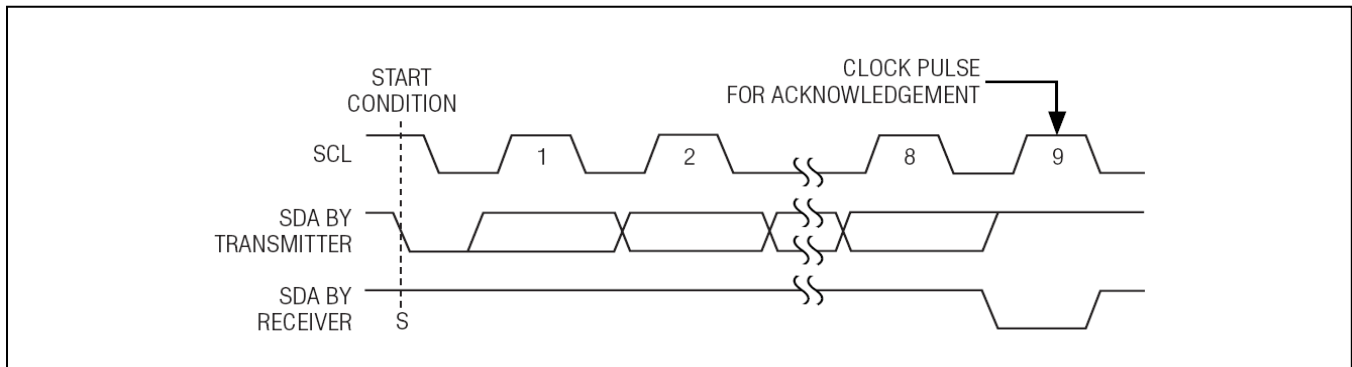 START
CONDITION
CLOCK PULSE
FOR ACKNOWLEDGEMENT
SCL
1
2
8
9
SDA BY
TRANSMITTER
SDA BY
RECEIVER
S